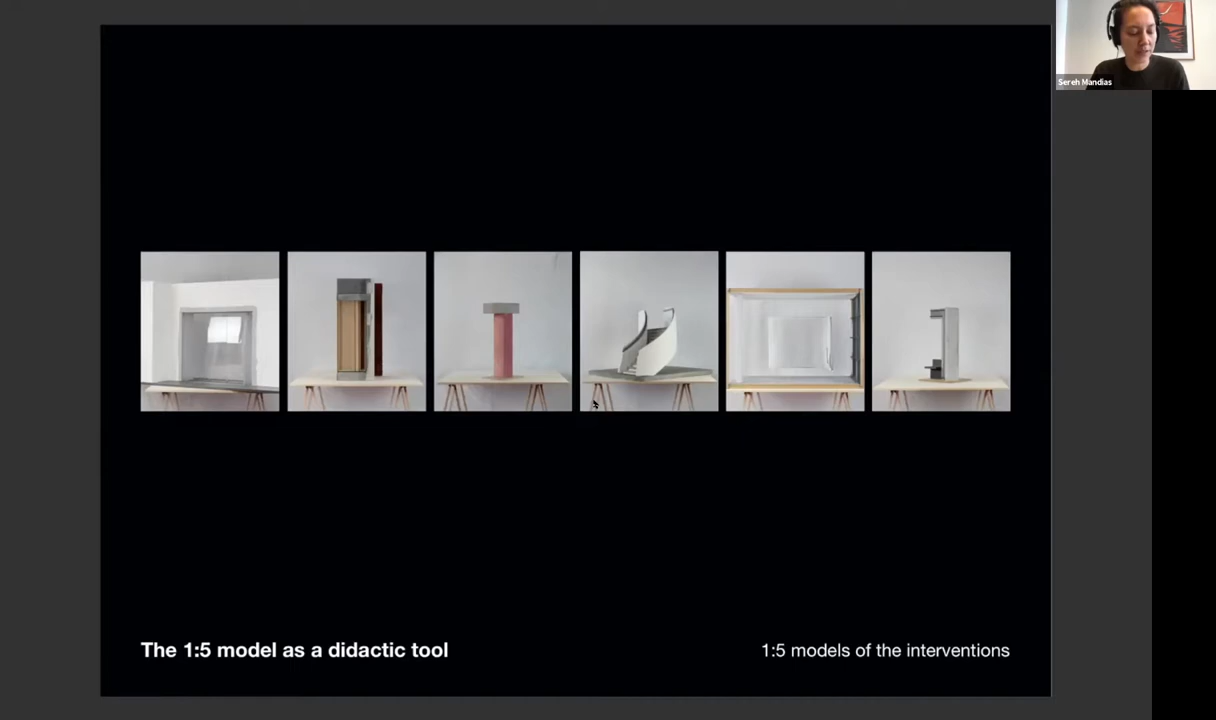 Sereh Mandias
The 1:5 model as a didactic tool
1:5 models of the interventions